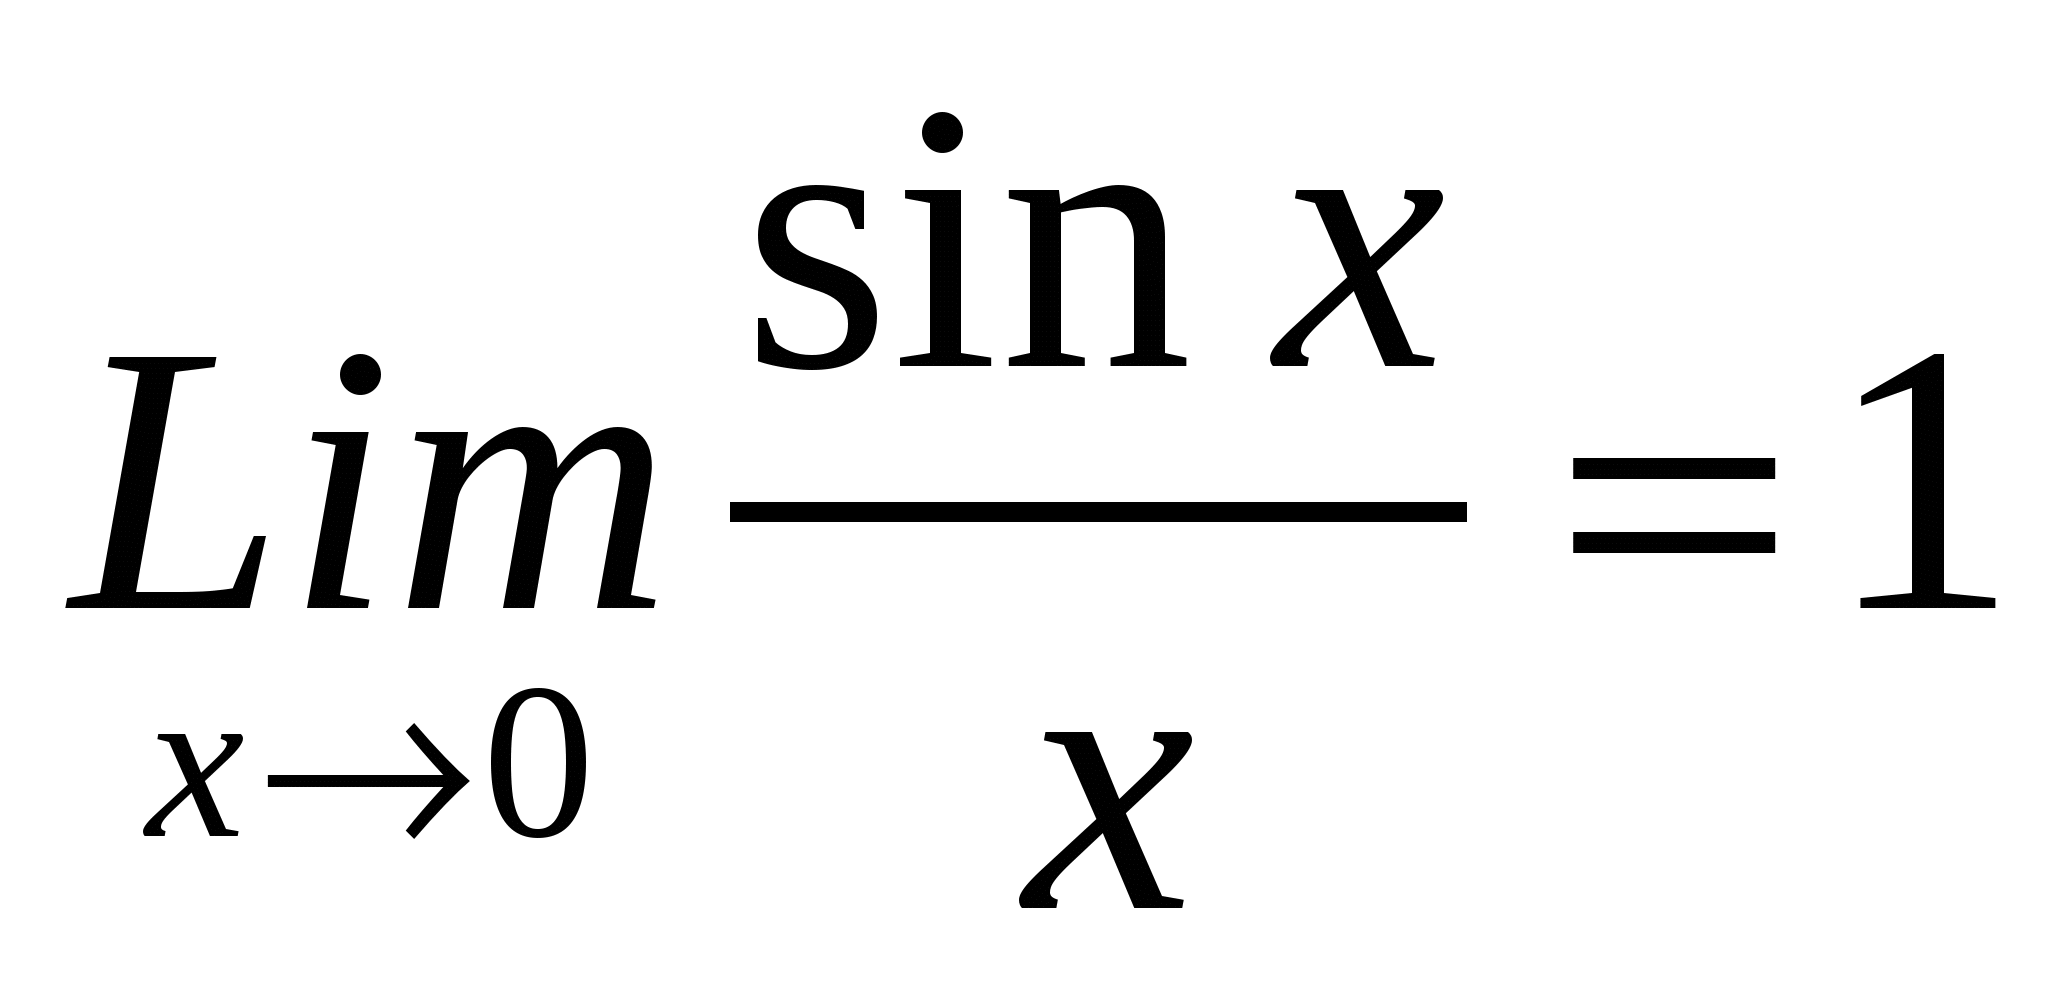 Lim sin x / x = 1
x→0